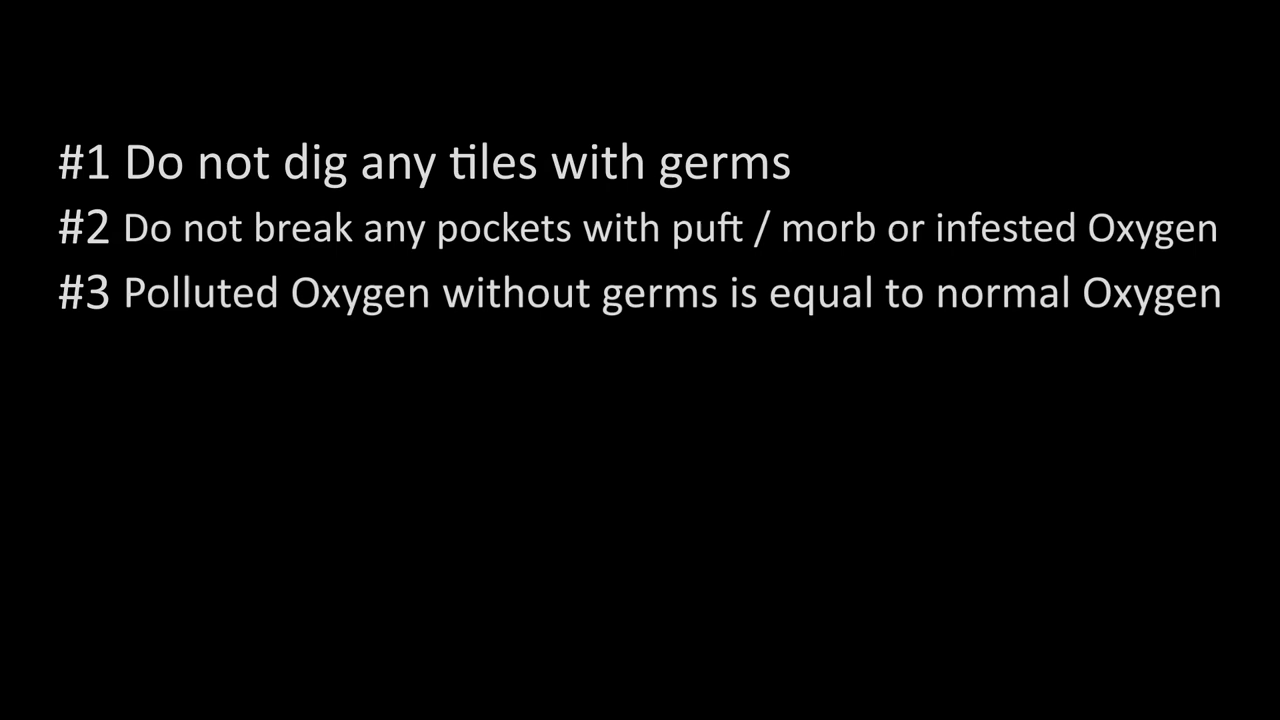 #1 Do not dig any tiles with germs
#2 Do not break any pockets with puft / morb or infested Oxygen
#3 Polluted Oxygen without germs is equal to normal Oxygen